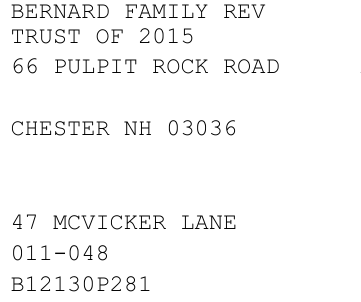 BERNARD FAMILY REV
TRUST OF 2015
66 PULPIT ROCK ROAD
CHESTER NH 03036
47 MCVICKER LANE
011-048
B12130P281